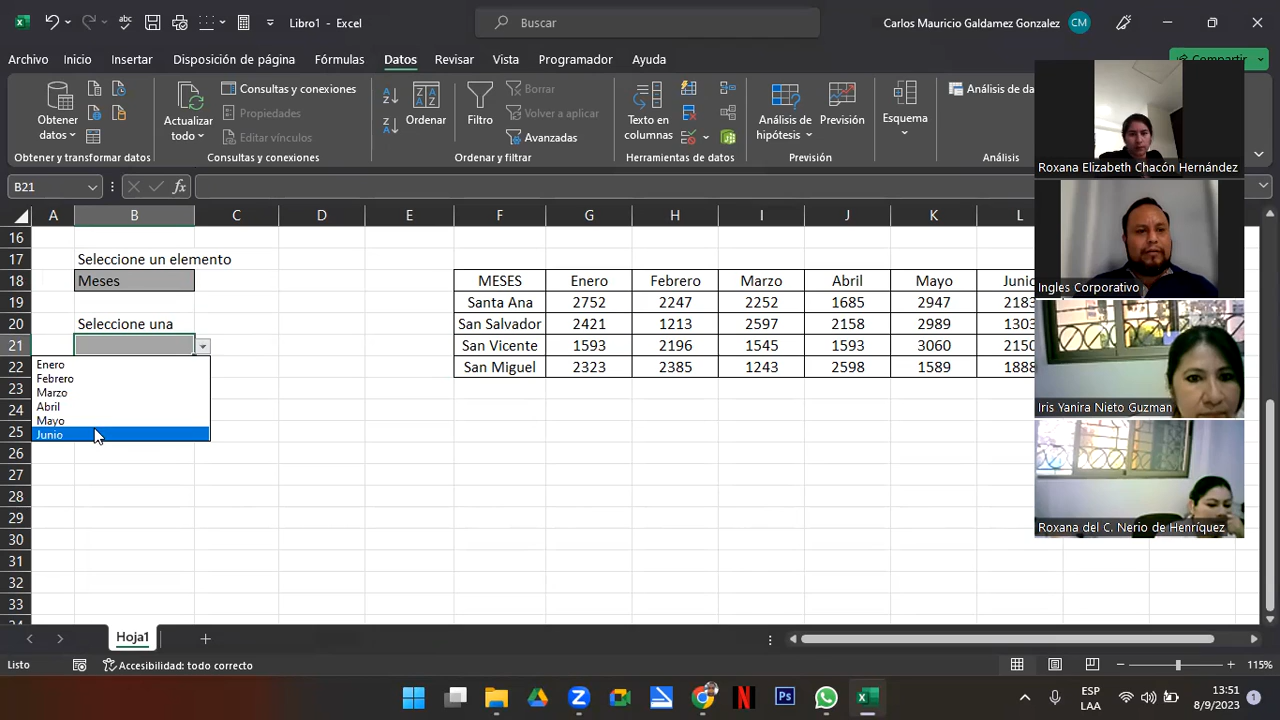 Libro1 - Excel
Buscar
Carlos Mauricio Galdamez Gonzalez
CM
Archivo Inicio Insertar Disposición de página Fórmulas Datos Revisar Vista Programador Ayuda
Compartir
Obtener datos
Actualizar todo
Consultas y conexiones
Propiedades
Editar vínculos
Ordenar
Filtro
Borrar
Volver a aplicar
Avanzadas
Texto en columnas
Análisis de hipótesis
Previsión
Esquema
Análisis de da
Obtener y transformar datos
Consultas y conexiones
Ordenar y filtrar
Herramientas de datos
Previsión
Análisis
B21
fx
A B C D E F G H I J K L
16
17 Seleccione un elemento
18 Meses MESES Enero Febrero Marzo Abril Mayo Junio
19 Santa Ana 2752 2247 2252 1685 2947 2183
20 Seleccione una San Salvador 2421 1213 2597 2158 2989 1303
21 San Vicente 1593 2196 1545 1593 3060 2150
22 San Miguel 2323 2385 1243 2598 1589 1888
23
24
25
26
27
28
29
30
31
32
33
Enero
Febrero
Marzo
Abril
Mayo
Junio
Roxana Elizabeth Chacón Hernández
Ingles Corporativo
Iris Yanira Nieto Guzman
Roxana del C. Nerio de Henríquez
Hoja1
Listo
Accesibilidad: todo correcto
115%
ESP
LAA
13:51
8/9/2023